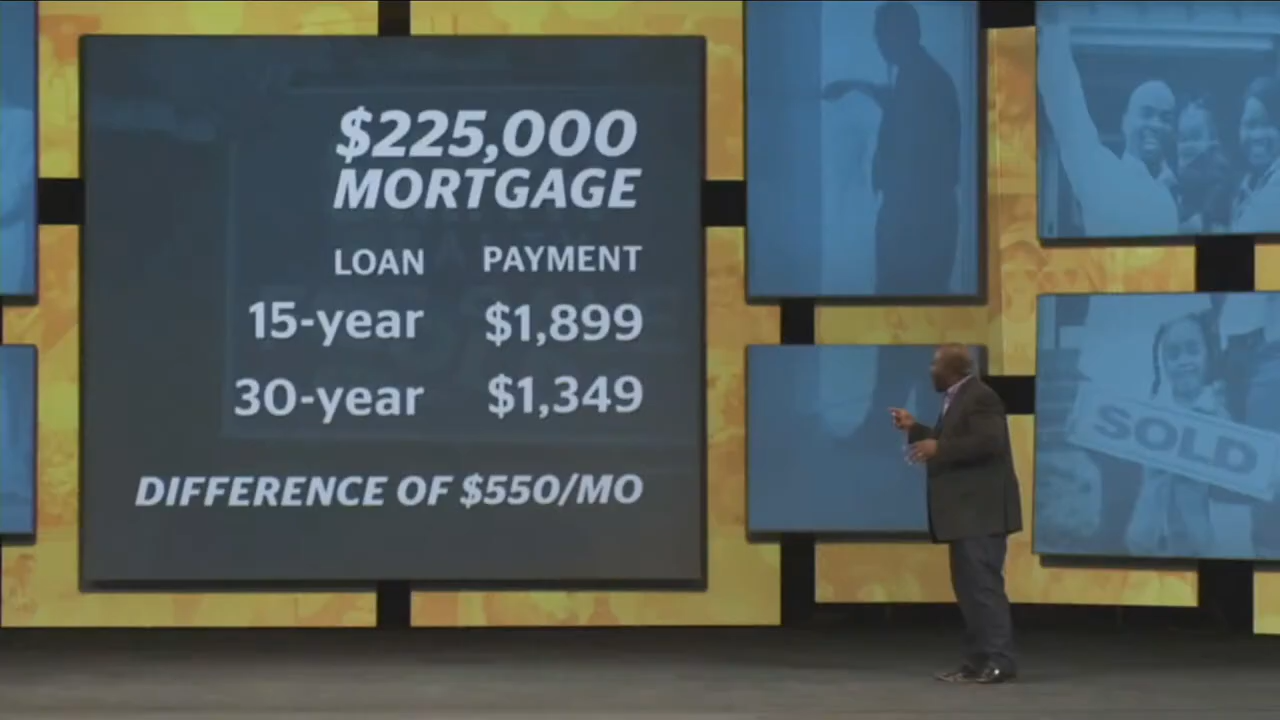 $225,000
MORTGAGE
LOAN PAYMENT
15-year $1,899
30-year $1,349
DIFFERENCE OF $550/MO
SOLD